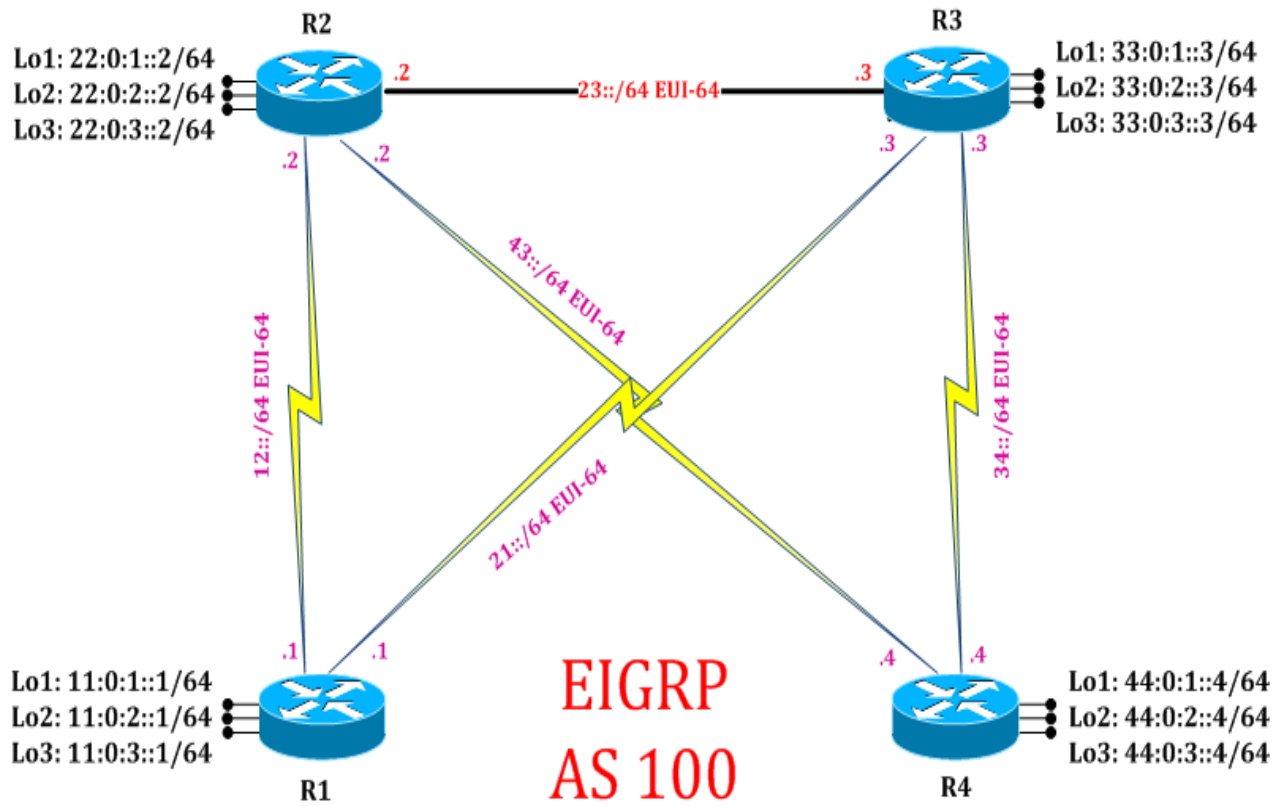 R2
R3
Lo1: 22:0:1::2/64
Lo2: 22:0:2::2/64
Lo3: 22:0:3::2/64
.2
23::/64 EUI-64
.3
Lo1: 33:0:1::3/64
Lo2: 33:0:2::3/64
Lo3: 33:0:3::3/64
.2
.2
.3
.3
43::/64 EUI-64
12::/64 EUI-64
34::/64 EUI-64
21::/64 EUI-64
.1
.1
.4
.4
EIGRP
AS 100
Lo1: 11:0:1::1/64
Lo2: 11:0:2::1/64
Lo3: 11:0:3::1/64
Lo1: 44:0:1::4/64
Lo2: 44:0:2::4/64
Lo3: 44:0:3::4/64
R1
R4